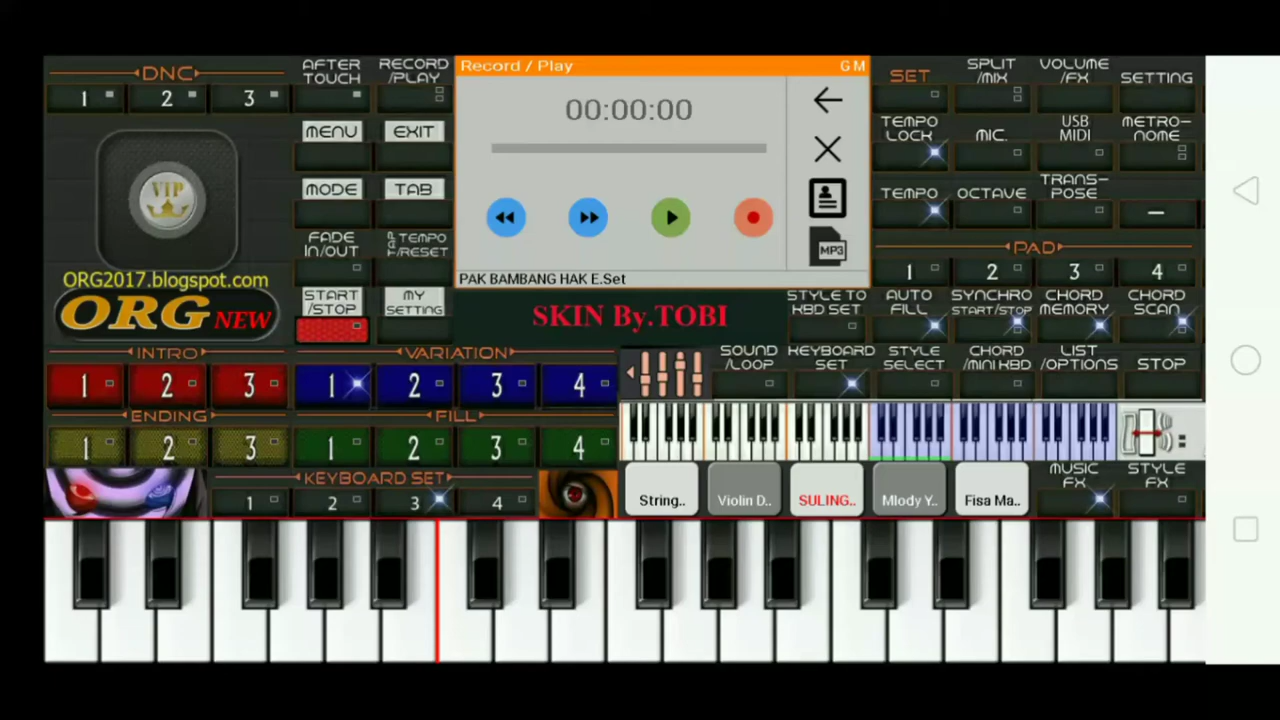 DNC
1 2 3
AFTER TOUCH
RECORD /PLAY
MENU
EXIT
MODE
TAB
FADE IN/OUT
TEMPO /RESET
START /STOP
MY SETTING
VIP
ORG2017.blogspot.com
ORG NEW
Record / Play GM
00:00:00
MP3
PAK BAMBANG HAK E.Set
SKIN By.TOBI
SET
SPLIT /MIX
VOLUME /FX
SETTING
TEMPO LOCK
MIC.
USB MIDI
METRO- NOME
TEMPO
OCTAVE
TRANS- POSE
PAD
1 2 3 4
STYLE TO KBD SET
AUTO FILL
SYNCHRO START/STOP
CHORD MEMORY
CHORD SCAN
SOUND /LOOP
KEYBOARD SET
STYLE SELECT
CHORD /MINI KBD
LIST /OPTIONS
STOP
INTRO
1 2 3
VARIATION
1 2 3 4
ENDING
1 2 3
FILL
1 2 3 4
KEYBOARD SET
1 2 3 4
String..
Violin D..
SULING..
Mlody Y..
Fisa Ma..
MUSIC FX
STYLE FX